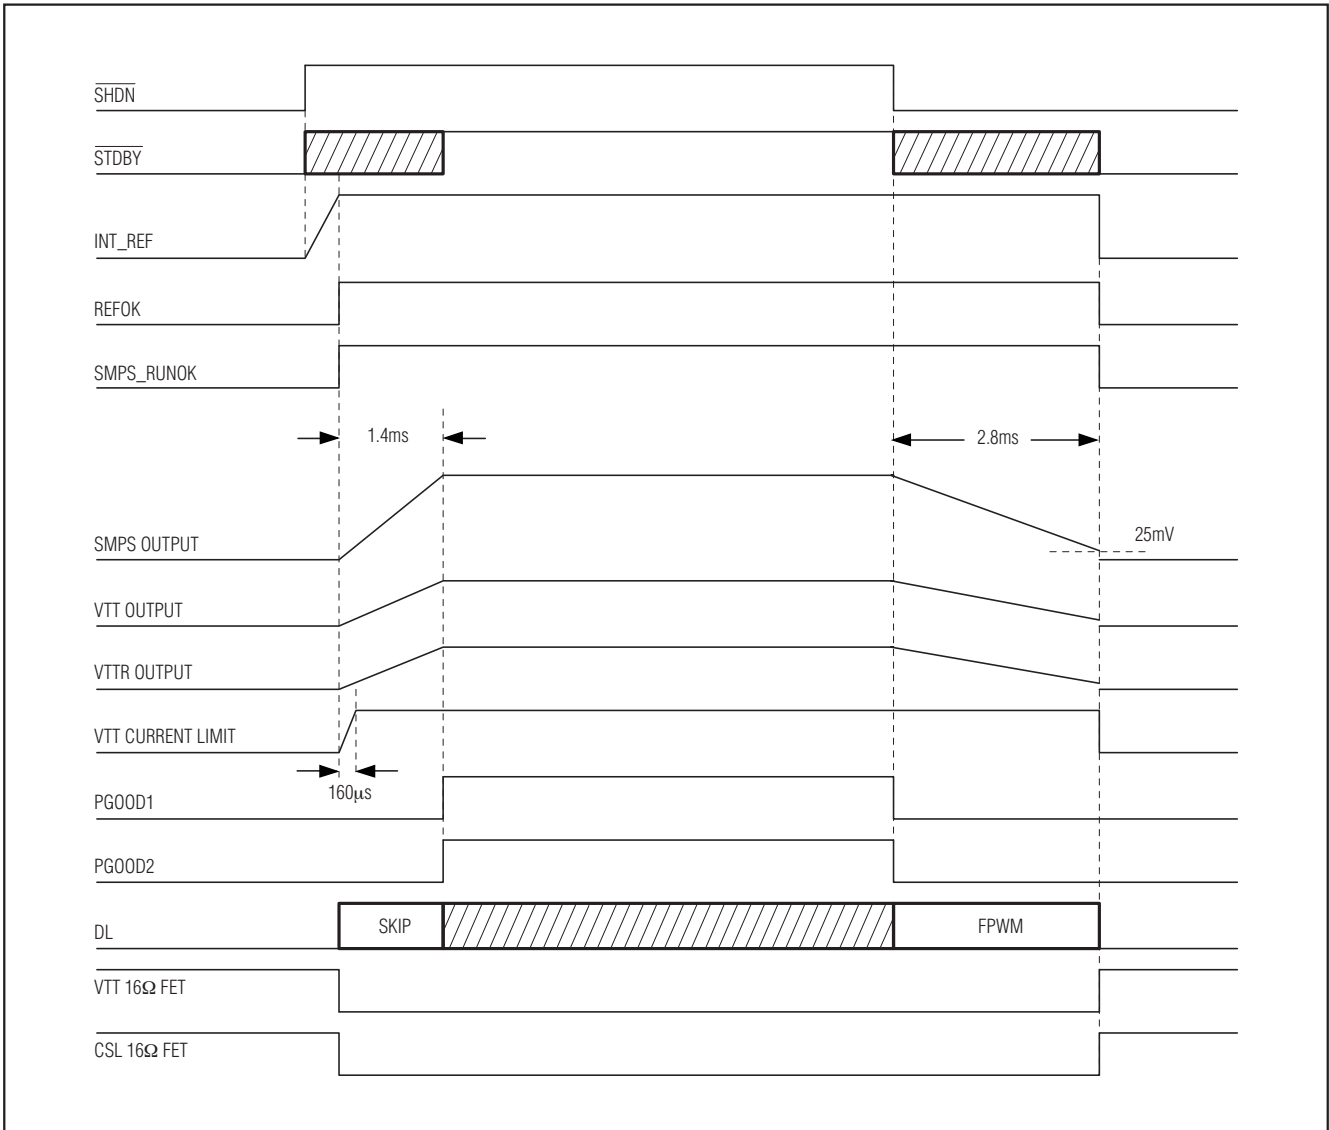 SHDN
STDBY
INT_REF
REFOK
SMPS_RUNOK
1.4ms
2.8ms
25mV
SMPS OUTPUT
VTT OUTPUT
VTTR OUTPUT
VTT CURRENT LIMIT
160μs
PGOOD1
PGOOD2
DL
SKIP
FPWM
VTT 16Ω FET
CSL 16Ω FET